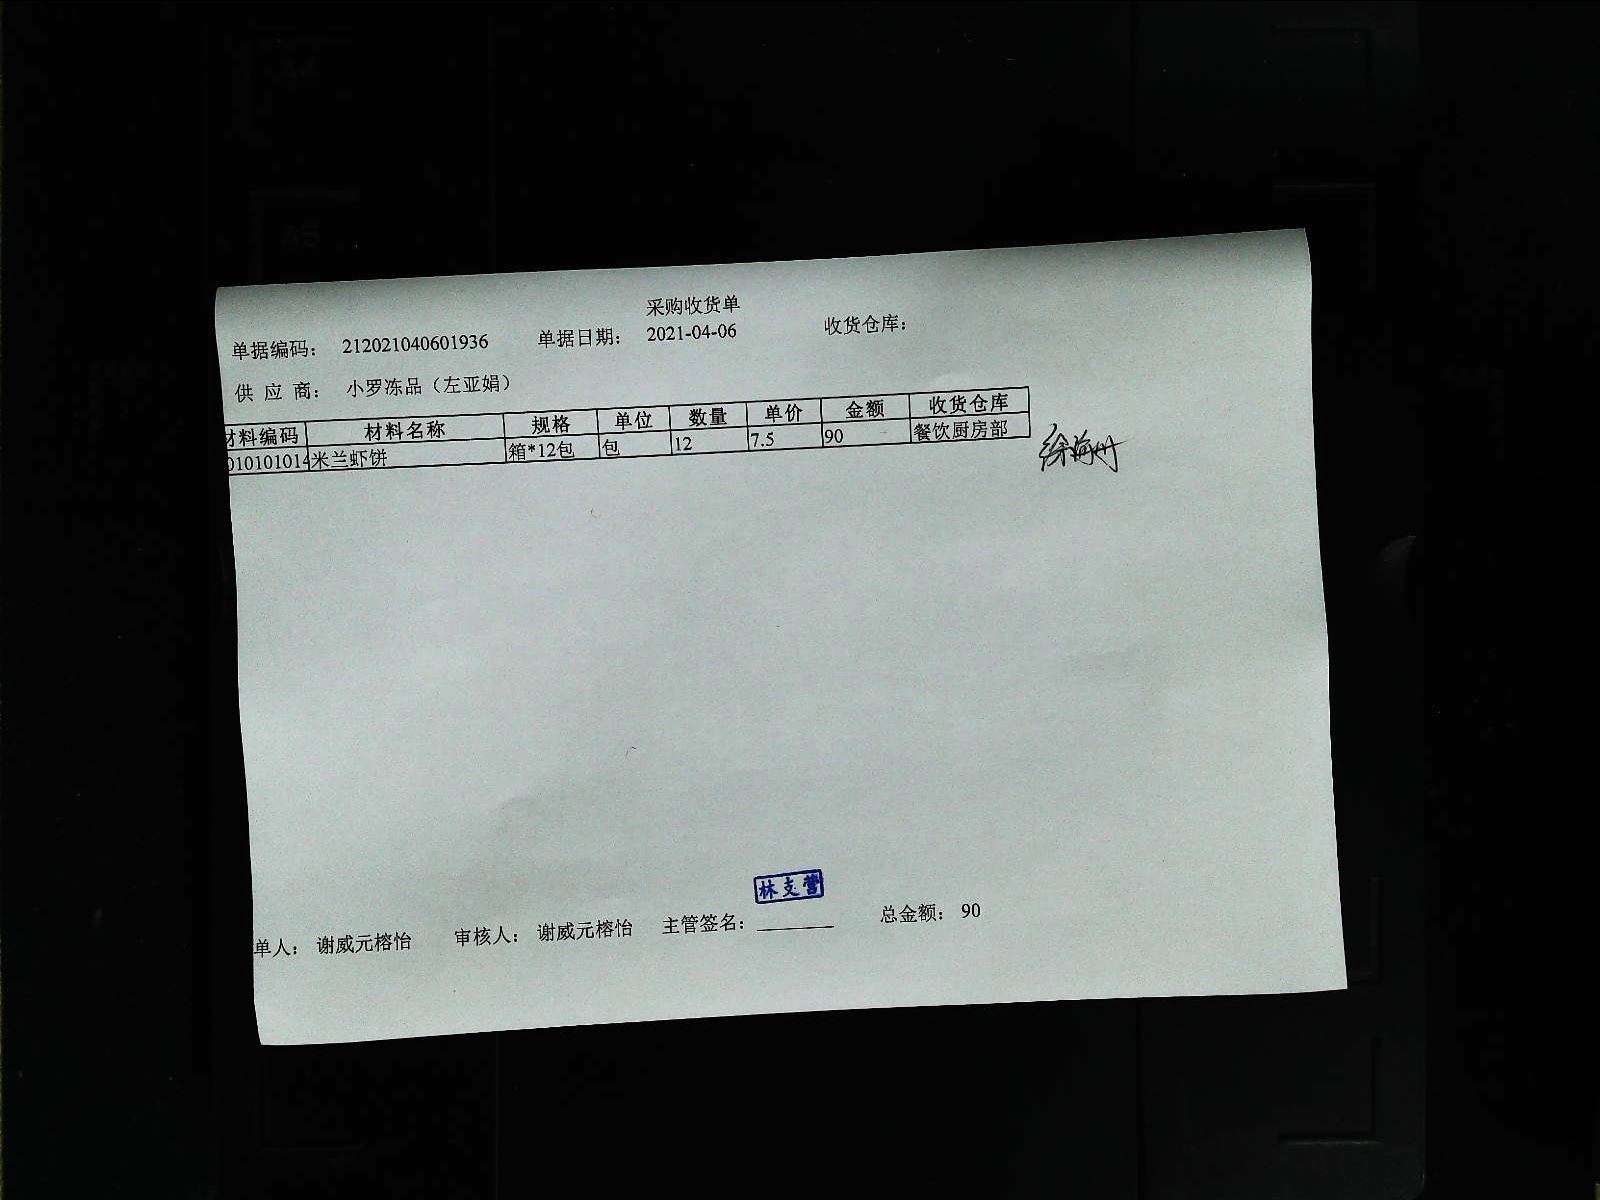 采购收货单
单据编码： 212021040601936 单据日期： 2021-04-06 收货仓库：
供 应 商： 小罗冻品（左亚娟）
材料编码 材料名称 规格 单位 数量 单价 金额 收货仓库
010101014 米兰虾饼 箱*12包 包 12 7.5 90 餐饮厨房部
徐海丹
林支营
单人： 谢威元榕怡 审核人： 谢威元榕怡 主管签名： 总金额： 90